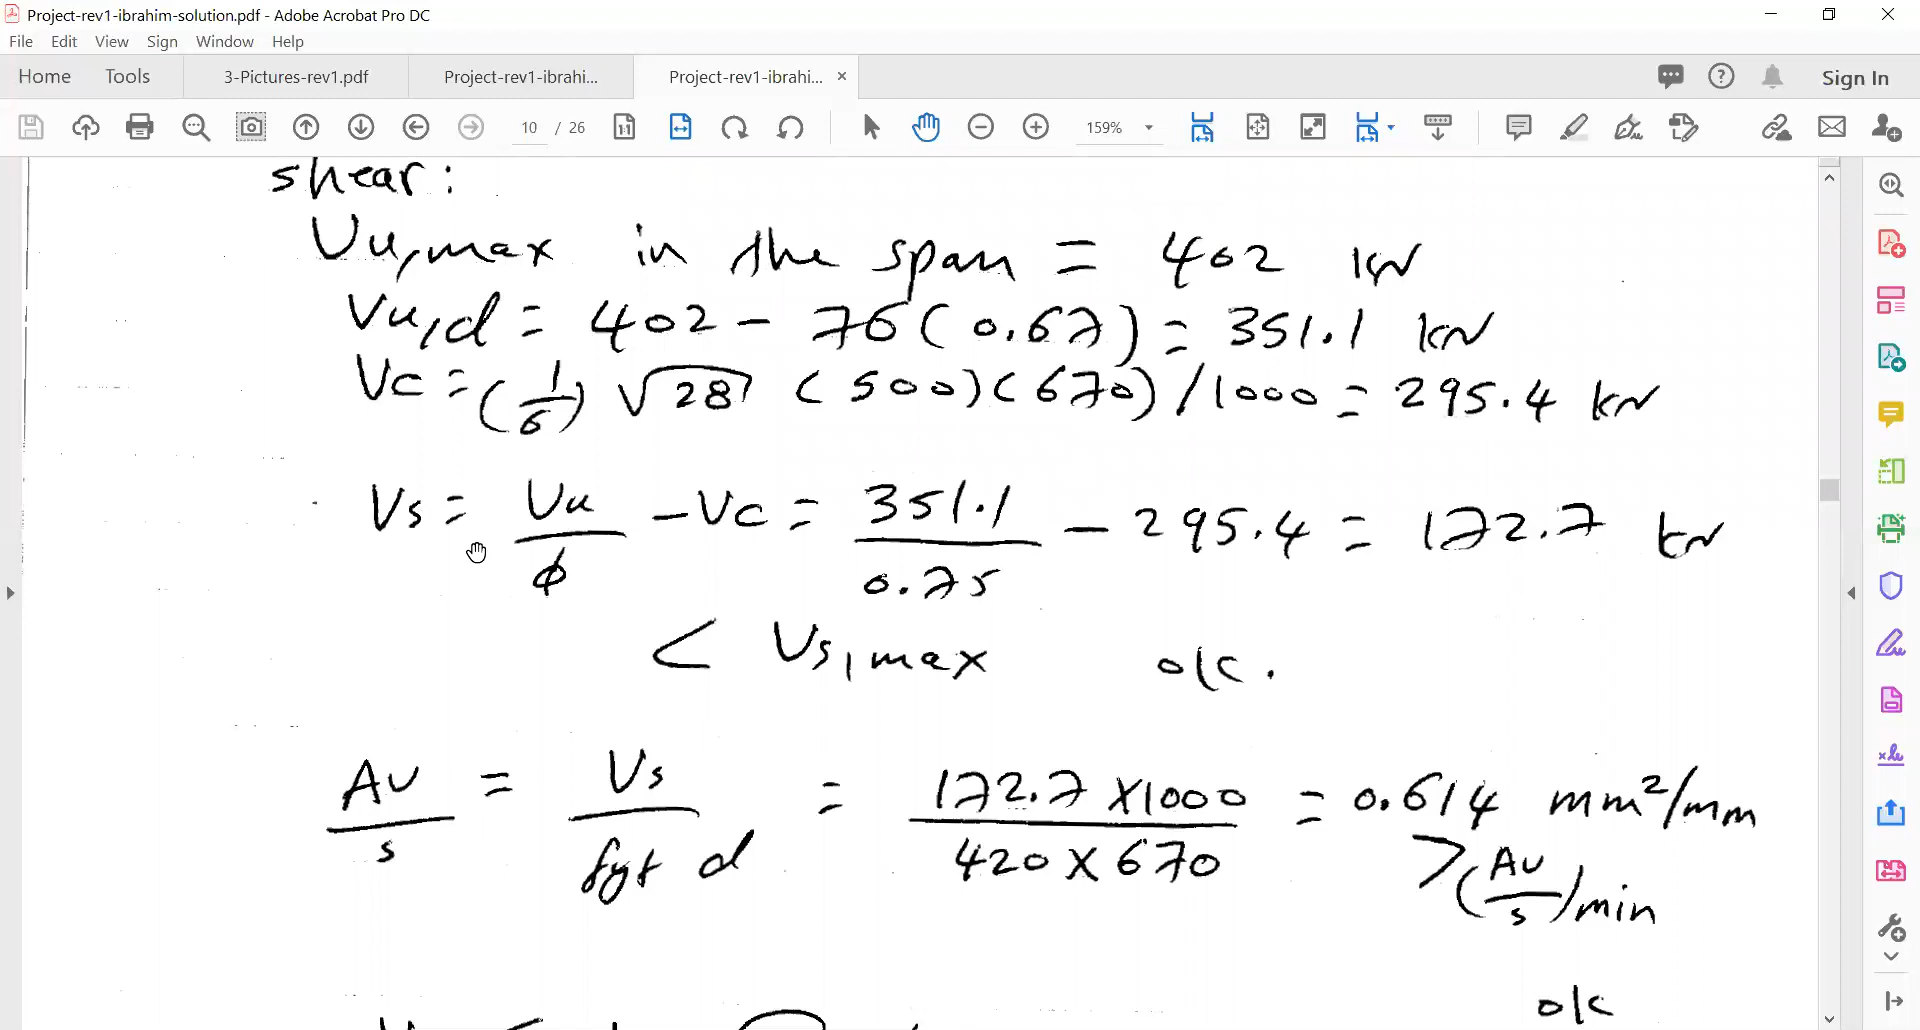 Project-rev1-ibrahim-solution.pdf - Adobe Acrobat Pro DC
File Edit View Sign Window Help
Home Tools 3-Pictures-rev1.pdf Project-rev1-ibrahi... Project-rev1-ibrahi... × Sign In
10 / 26 1:1 159%
shear:
Vu,max in the span = 402 kN
Vu,d = 402 - 76(0.67) = 351.1 kN
Vc = (1/6) √28 (500)(670)/1000 = 295.4 kN
Vs = Vu/ϕ - Vc = 351.1/0.75 - 295.4 = 172.7 kN
< Vs,max ok.
Av/s = Vs/fyt d = 172.7 x1000/420 x 670 = 0.614 mm²/mm
> (Av/s)min
ok